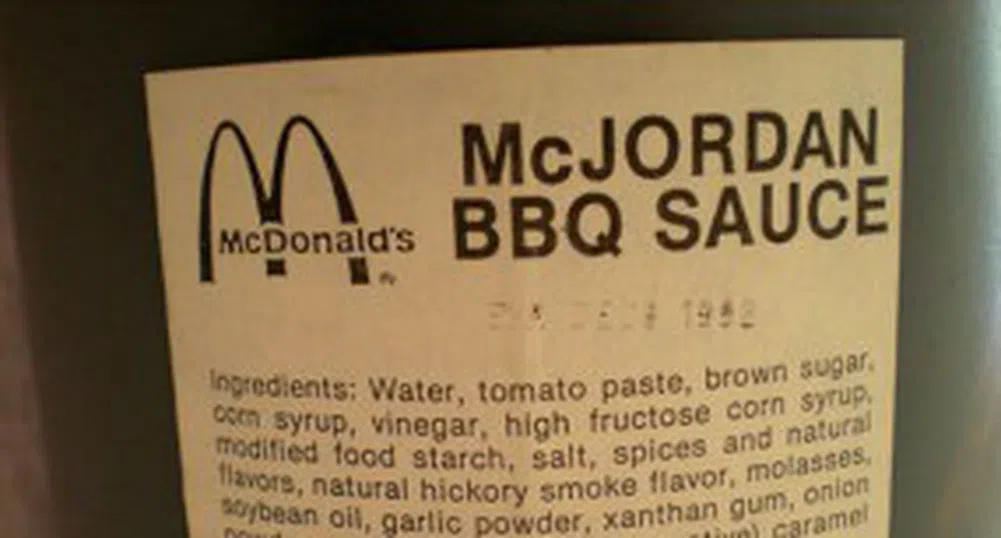 McDonald's
McJORDAN
BBQ SAUCE
1992
Ingredients: Water, tomato paste, brown sugar,
corn syrup, vinegar, high fructose corn syrup,
modified food starch, salt, spices and natural
flavors, natural hickory smoke flavor, molasses,
soybean oil, garlic powder, xanthan gum, onion
caramel